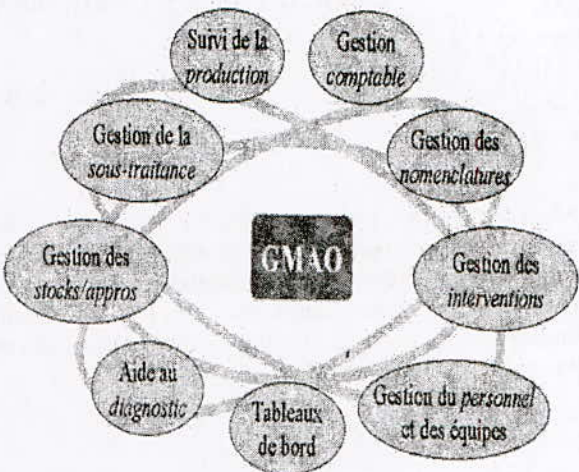 Suivi de la
production
Gestion
comptable
Gestion de la
sous-traitance
Gestion des
nomenclatures
Gestion des
stocks/appros
GMAO
Gestion des
interventions
Aide au
diagnostic
Tableaux
de bord
Gestion du personnel
et des équipes